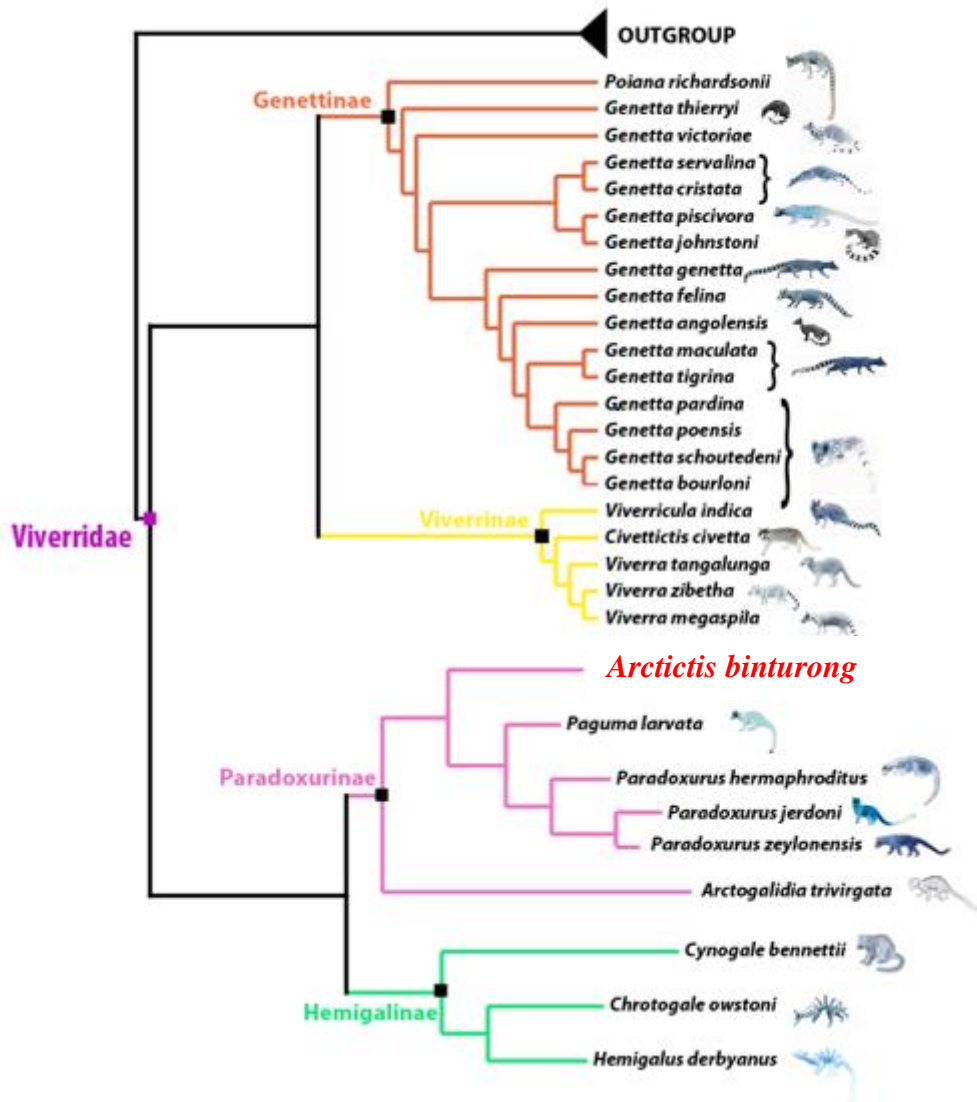 OUTGROUP
Poiana richardsonii
Genettinae
Genetta thierryi
Genetta victoriae
Genetta servalina
Genetta cristata
Genetta piscivora
Genetta johnstoni
Genetta genetta
Genetta felina
Genetta angolensis
Genetta maculata
Genetta tigrina
Genetta pardina
Genetta poensis
Genetta schoutedeni
Genetta bourloni
Viverricula indica
Viverrinae
Viverridae
Civettictis civetta
Viverra tangalunga
Viverra zibetha
Viverra megaspila
Arctictis binturong
Paguma larvata
Paradoxurinae
Paradoxurus hermaphroditus
Paradoxurus jerdoni
Paradoxurus zeylonensis
Arctogalidia trivirgata
Cynogale bennettii
Chrotogale owstoni
Hemigalinae
Hemigalus derbyanus